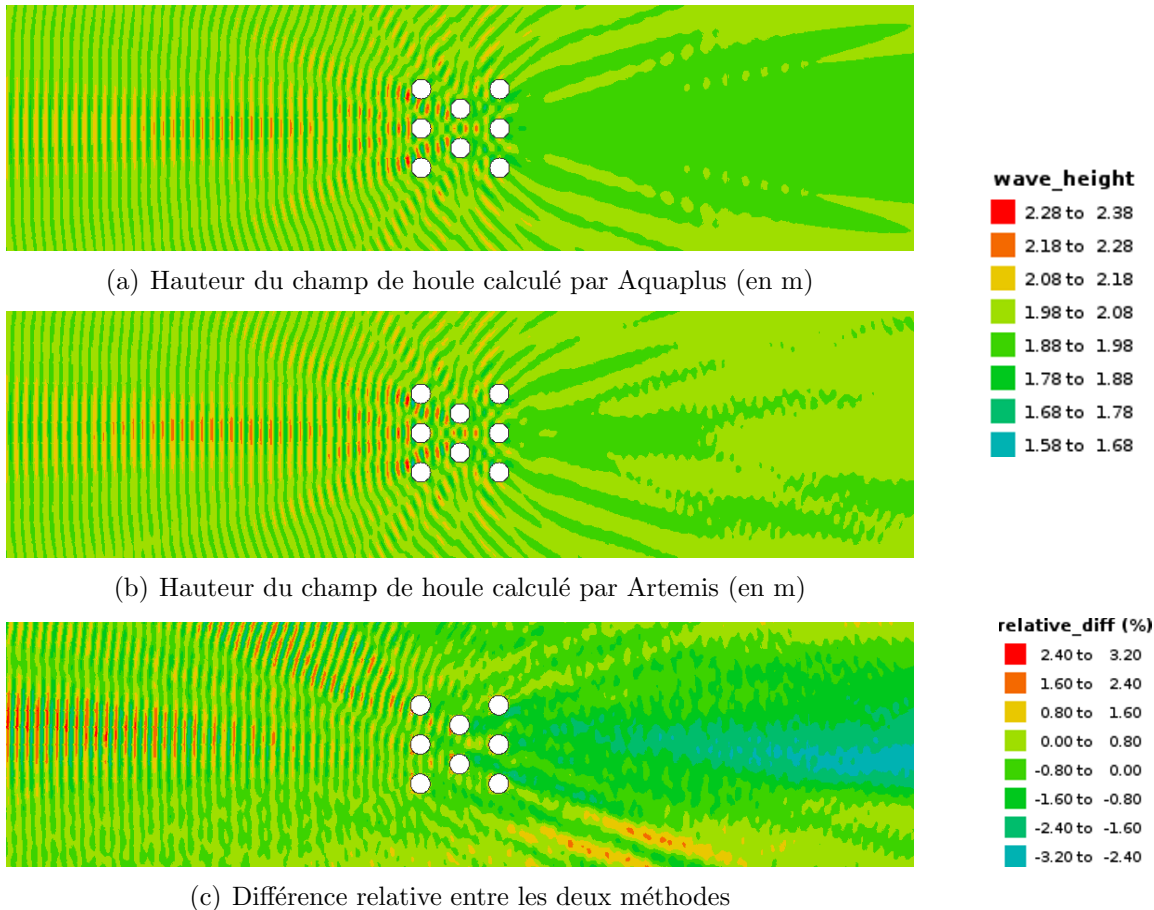 wave_height
2.28 to 2.38
2.18 to 2.28
2.08 to 2.18
1.98 to 2.08
1.88 to 1.98
1.78 to 1.88
1.68 to 1.78
1.58 to 1.68
(a) Hauteur du champ de houle calculé par Aquaplus (en m)
(b) Hauteur du champ de houle calculé par Artemis (en m)
relative_diff (%)
2.40 to 3.20
1.60 to 2.40
0.80 to 1.60
0.00 to 0.80
-0.80 to 0.00
-1.60 to -0.80
-2.40 to -1.60
-3.20 to -2.40
(c) Différence relative entre les deux méthodes